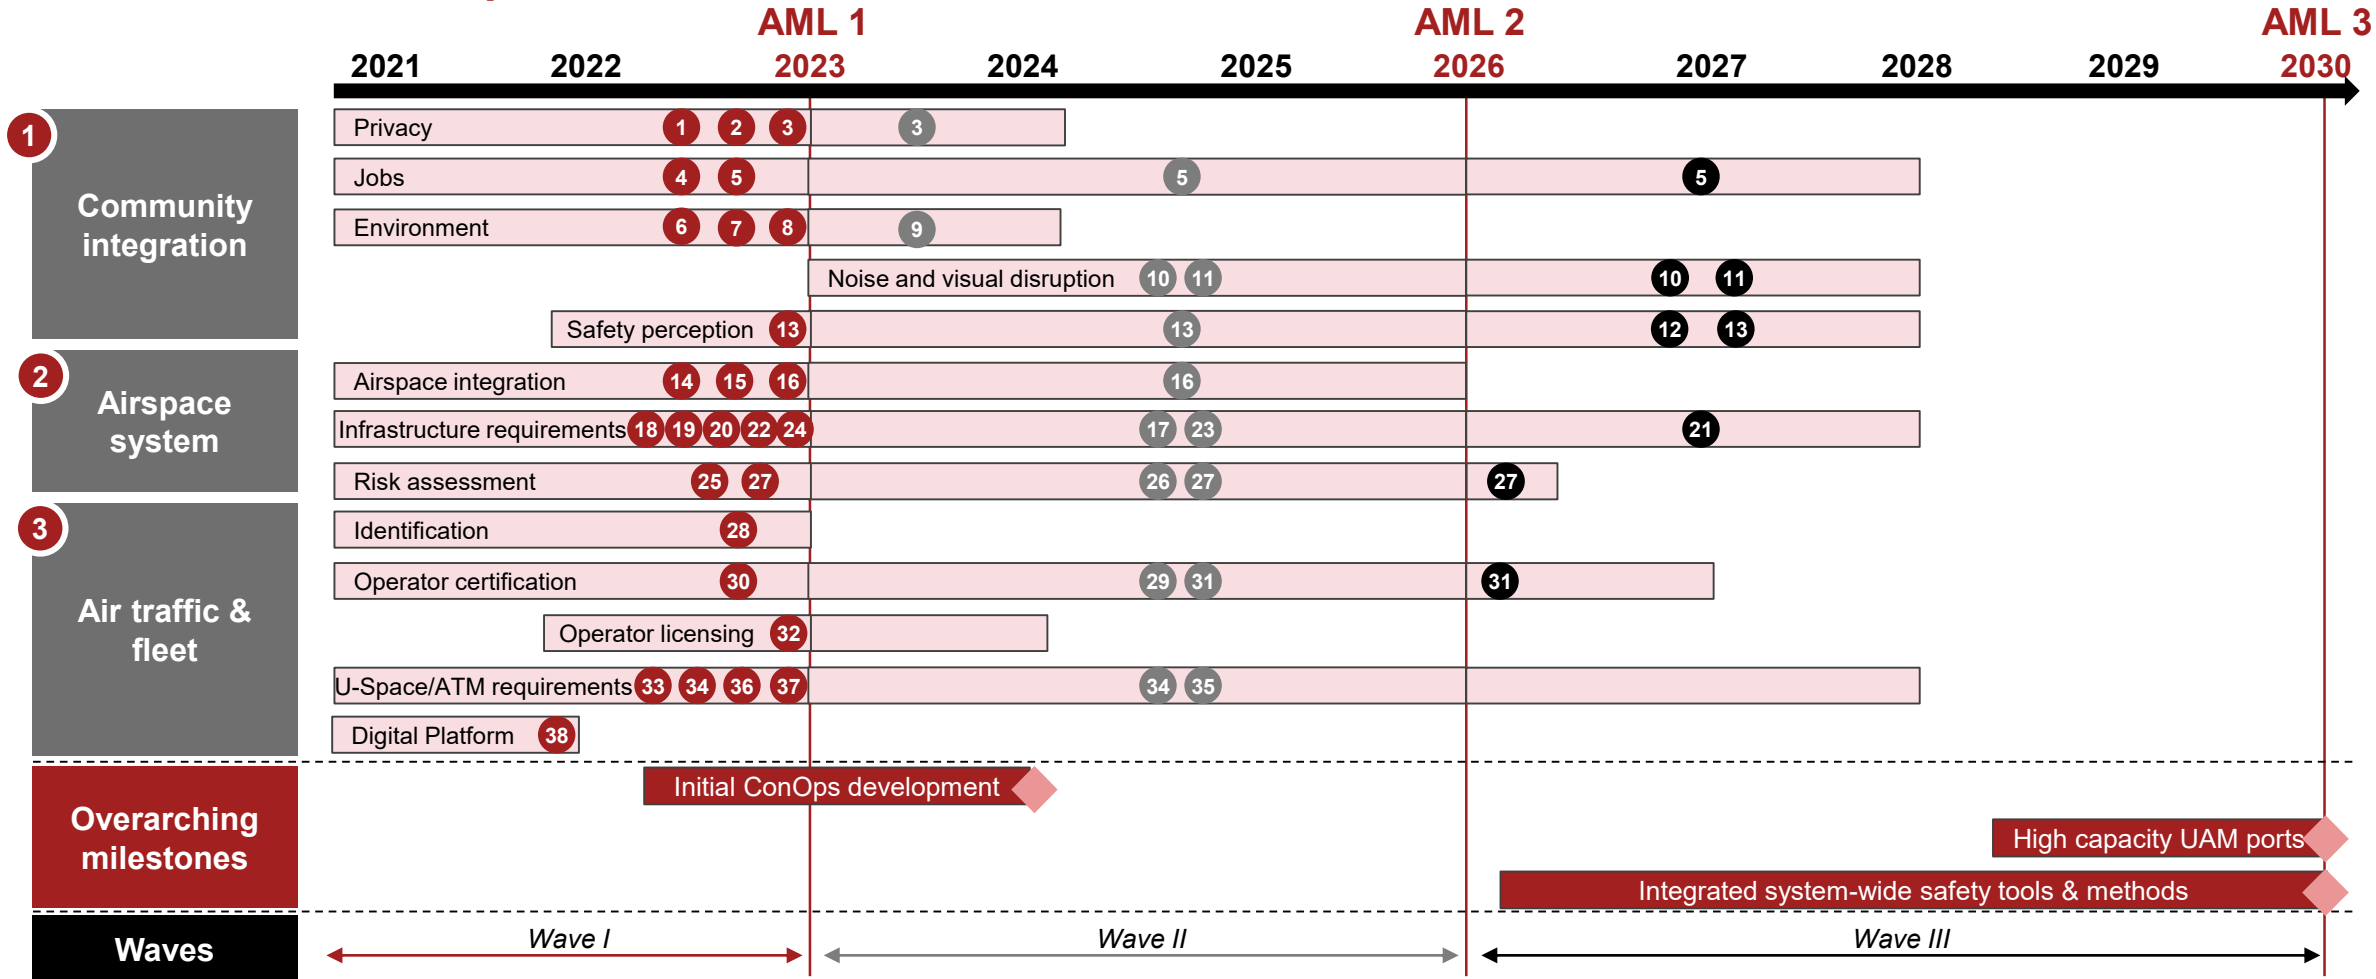 AML 1
AML 2
AML 3
2021 2022 2023 2024 2025 2026 2027 2028 2029 2030
1
Community
integration
Privacy 1 2 3 3
Jobs 4 5 5 5
Environment 6 7 8 9
Noise and visual disruption 10 11 10 11
Safety perception 13 13 12 13
2
Airspace
system
Airspace integration 14 15 16 16
Infrastructure requirements 18 19 20 22 24 17 23 21
Risk assessment 25 27 26 27 27
3
Air traffic &
fleet
Identification 28
Operator certification 30 29 31 31
Operator licensing 32
U-Space/ATM requirements 33 34 36 37 34 35
Digital Platform 38
Overarching
milestones
Initial ConOps development
High capacity UAM ports
Integrated system-wide safety tools & methods
Waves
Wave I
Wave II
Wave III